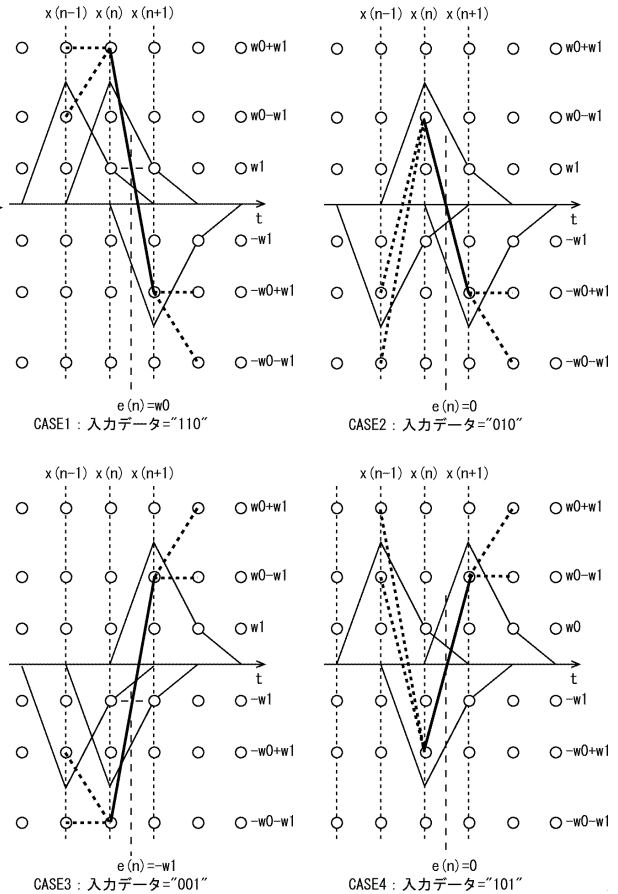 x(n-1) x(n) x(n+1)
w0+w1
w0-w1
w1
t
-w1
-w0+w1
-w0-w1
e(n)=w0
CASE1：入力データ="110"
x(n-1) x(n) x(n+1)
w0+w1
w0-w1
w1
t
-w1
-w0+w1
-w0-w1
e(n)=0
CASE2：入力データ="010"
x(n-1) x(n) x(n+1)
w0+w1
w0-w1
w1
t
-w1
-w0+w1
-w0-w1
e(n)=-w1
CASE3：入力データ="001"
x(n-1) x(n) x(n+1)
w0+w1
w0-w1
w0
t
-w1
-w0+w1
-w0-w1
e(n)=0
CASE4：入力データ="101"